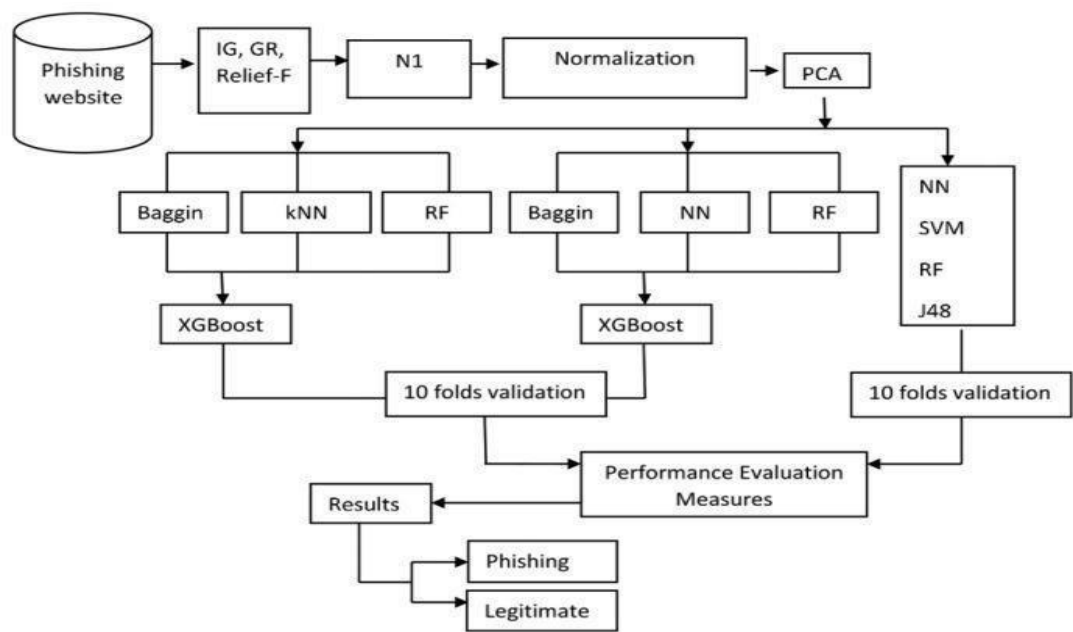 Phishing
website
IG, GR,
Relief-F
N1
Normalization
PCA
Baggin
kNN
RF
Baggin
NN
RF
NN
SVM
RF
J48
XGBoost
XGBoost
10 folds validation
10 folds validation
Performance Evaluation
Measures
Results
Phishing
Legitimate